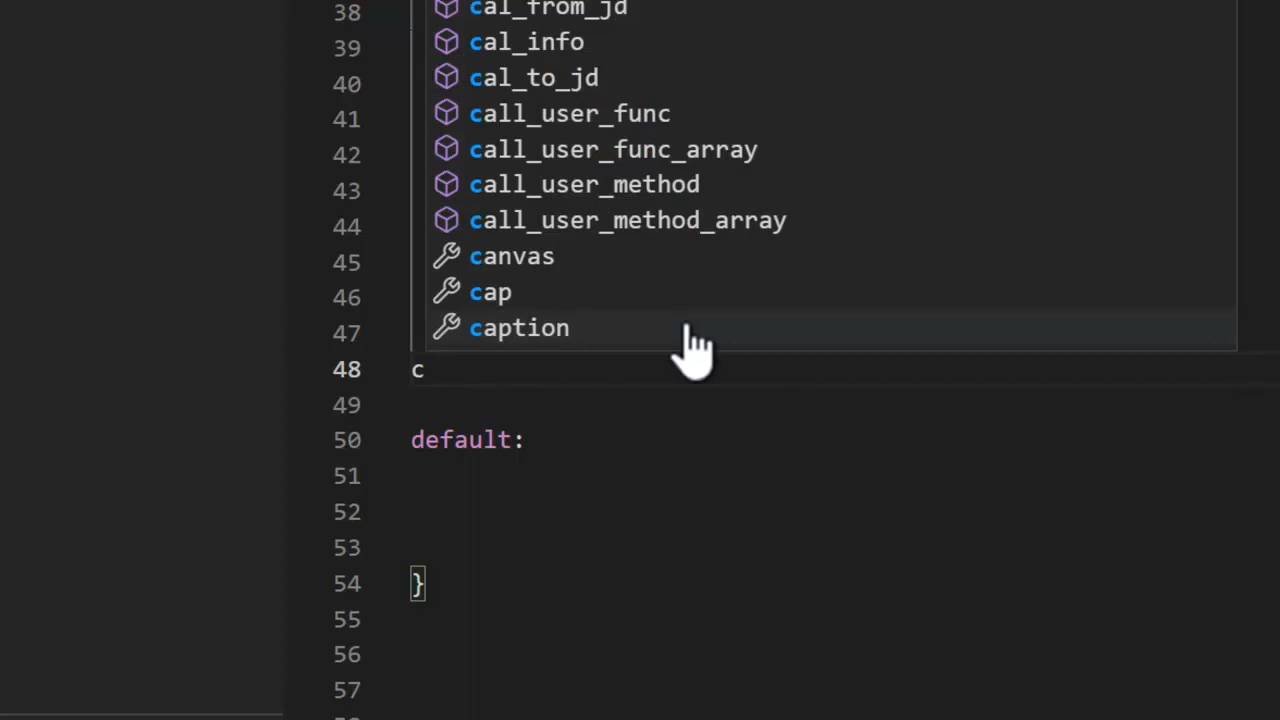 38 cal_from_jd
39 cal_info
40 cal_to_jd
41 call_user_func
42 call_user_func_array
43 call_user_method
44 call_user_method_array
45 canvas
46 cap
47 caption
48 c
49
50 default:
51
52
53
54 }
55
56
57